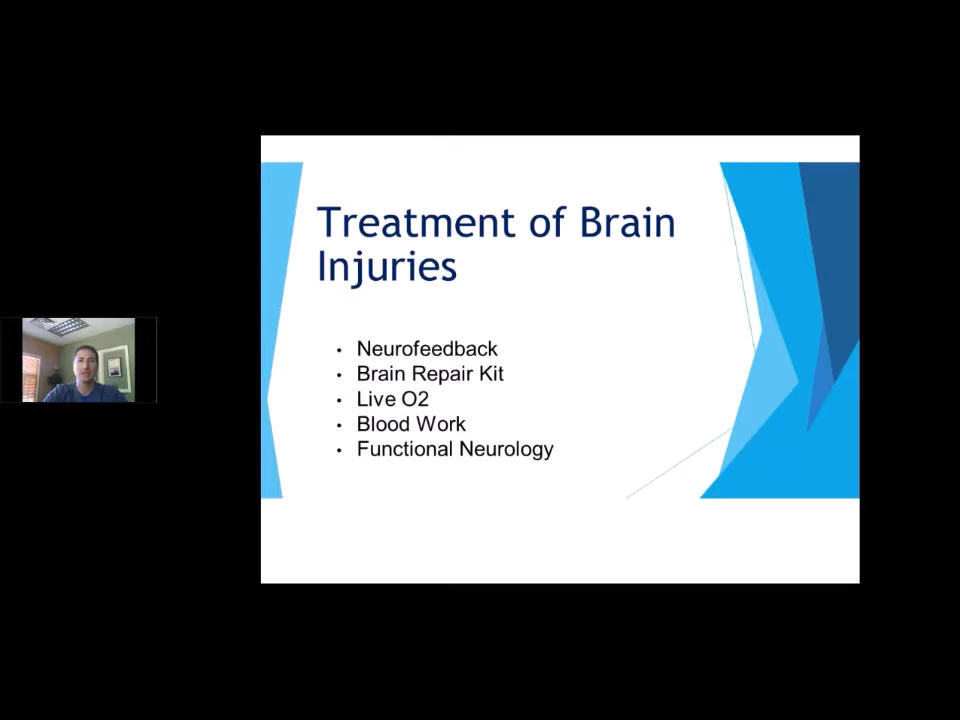 Treatment of Brain
Injuries
• Neurofeedback
• Brain Repair Kit
• Live O2
• Blood Work
• Functional Neurology